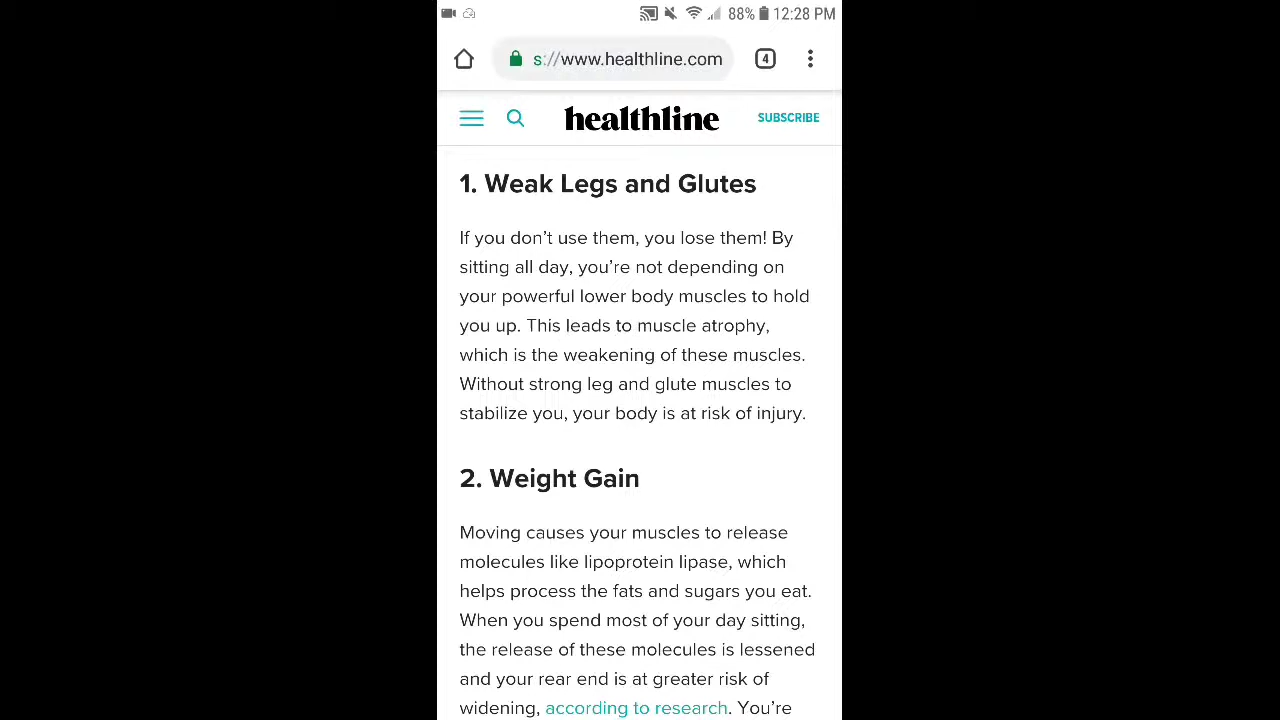 88% 12:28 PM
s://www.healthline.com 4
healthline SUBSCRIBE
1. Weak Legs and Glutes
If you don't use them, you lose them! By
sitting all day, you're not depending on
your powerful lower body muscles to hold
you up. This leads to muscle atrophy,
which is the weakening of these muscles.
Without strong leg and glute muscles to
stabilize you, your body is at risk of injury.
2. Weight Gain
Moving causes your muscles to release
molecules like lipoprotein lipase, which
helps process the fats and sugars you eat.
When you spend most of your day sitting,
the release of these molecules is lessened
and your rear end is at greater risk of
widening, according to research. You're